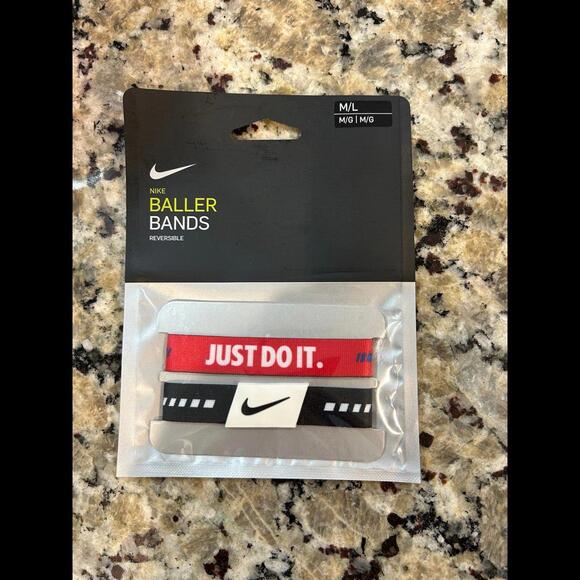 M/L
M/G | M/G
NIKE
BALLER
BANDS
REVERSIBLE
JUST DO IT.